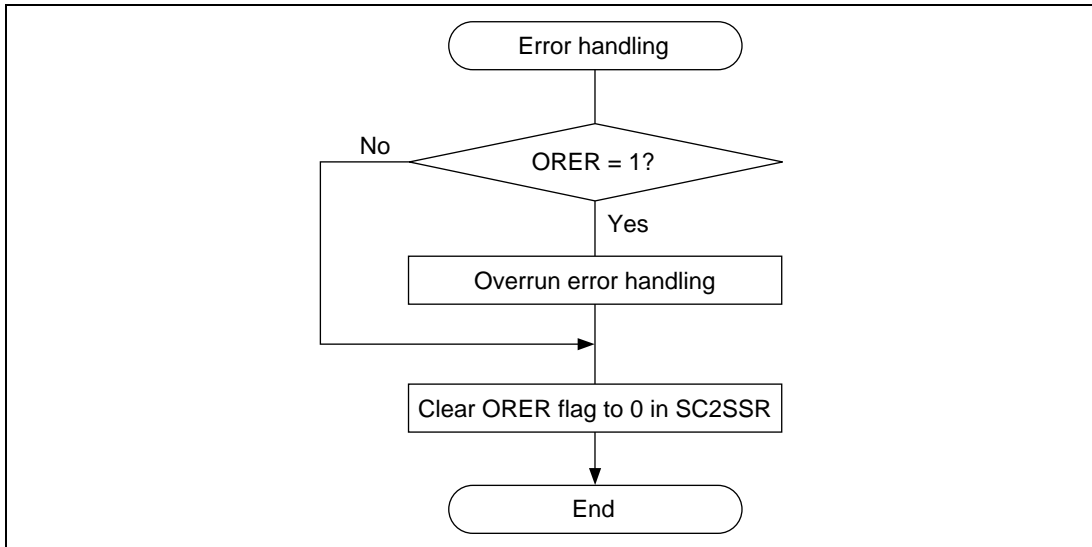 Error handling
No
ORER = 1?
Yes
Overrun error handling
Clear ORER flag to 0 in SC2SSR
End